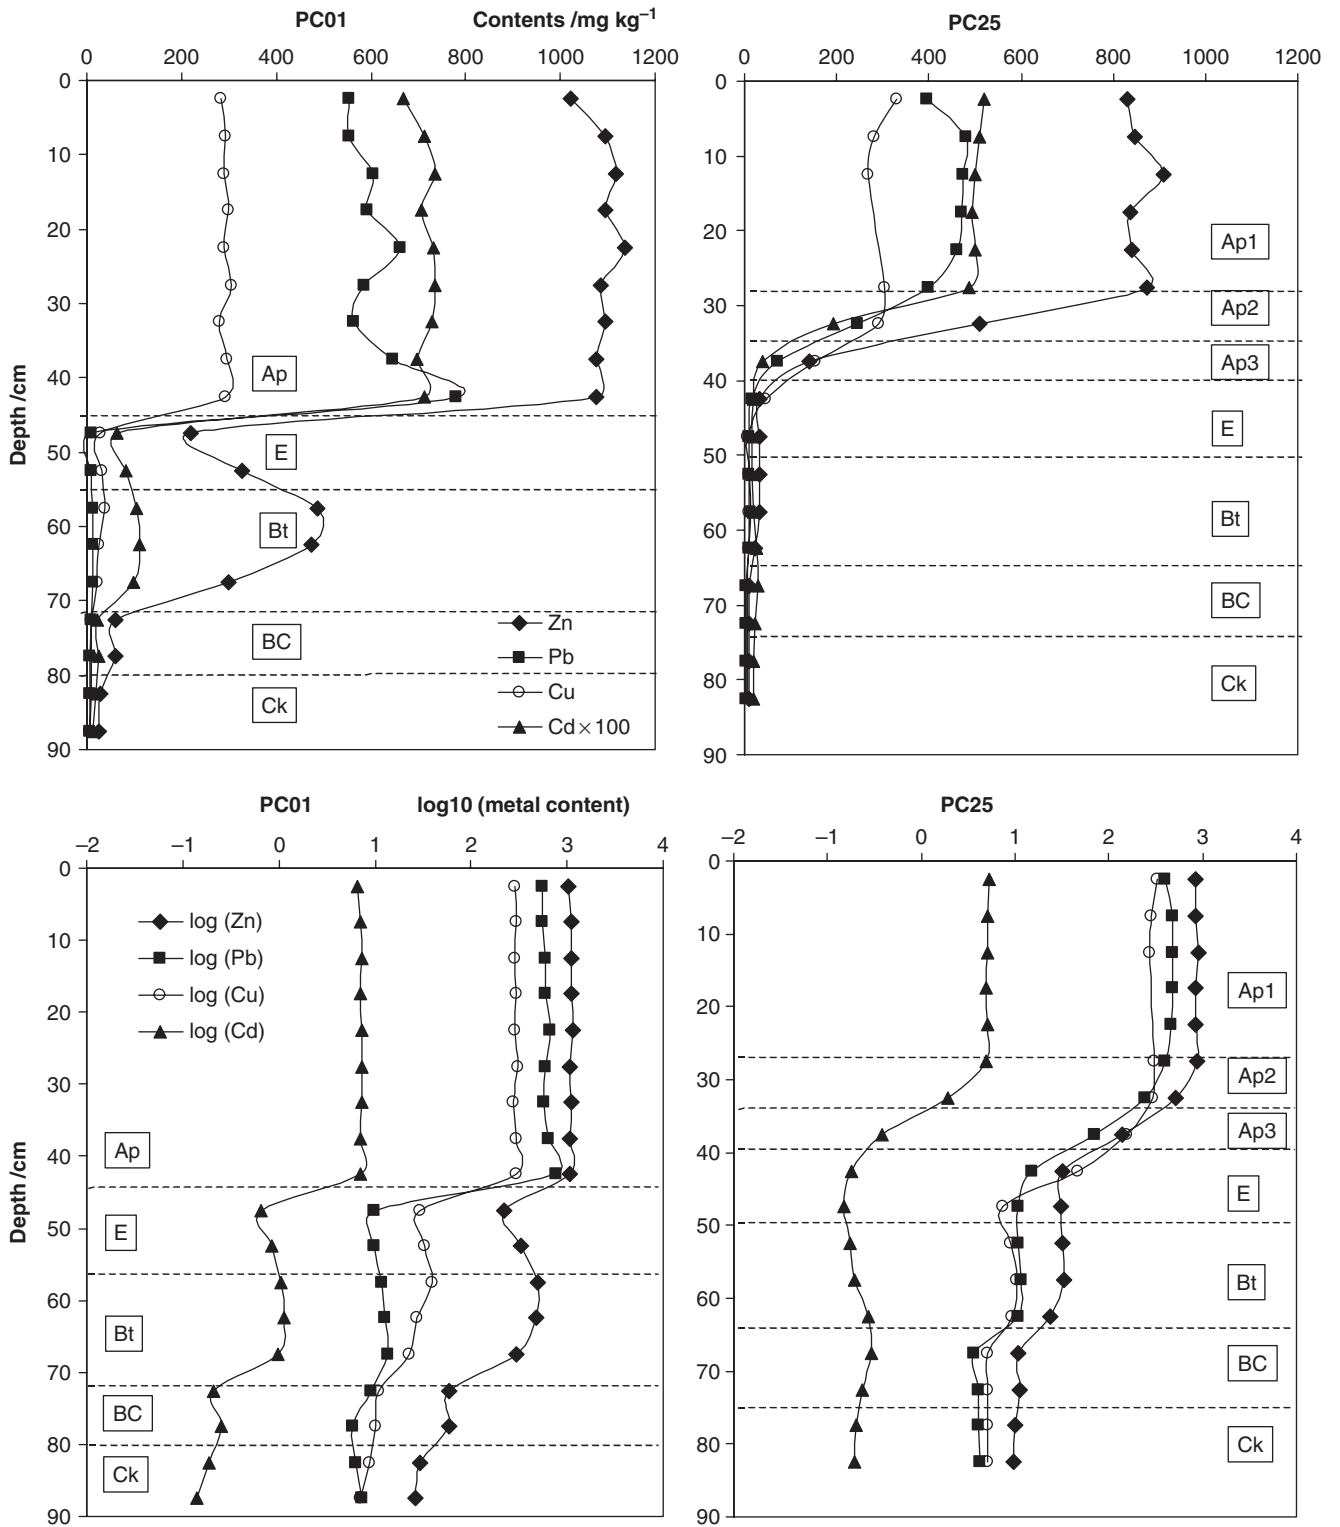 PC01 Contents /mg kg⁻¹
0 200 400 600 800 1000 1200
0
10
20
30
40
50
60
70
80
90
Depth /cm
Ap
E
Bt
BC
Ck
Zn
Pb
Cu
Cd×100
PC25
0 200 400 600 800 1000 1200
0
10
20
30
40
50
60
70
80
90
Ap1
Ap2
Ap3
E
Bt
BC
Ck
PC01 log10 (metal content)
–2 –1 0 1 2 3 4
0
10
20
30
40
50
60
70
80
90
Depth /cm
log (Zn)
log (Pb)
log (Cu)
log (Cd)
Ap
E
Bt
BC
Ck
PC25
–2 –1 0 1 2 3 4
0
10
20
30
40
50
60
70
80
90
Ap1
Ap2
Ap3
E
Bt
BC
Ck